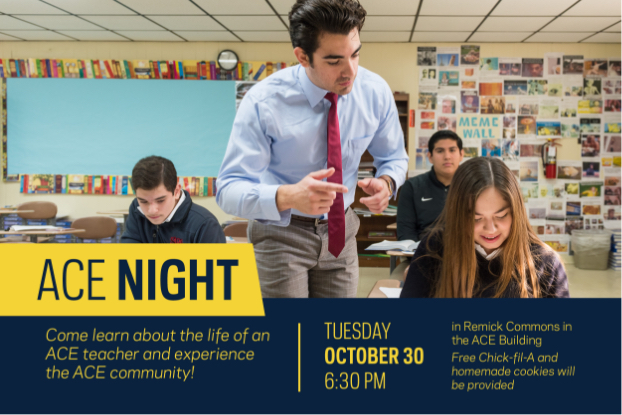 MCMC
WALL
ACE NIGHT
Come learn about the life of an
ACE teacher and experience
the ACE community!
TUESDAY
OCTOBER 30
6:30 PM
in Remick Commons in
the ACE Building
Free Chick-fil-A and
homemade cookies will
be provided